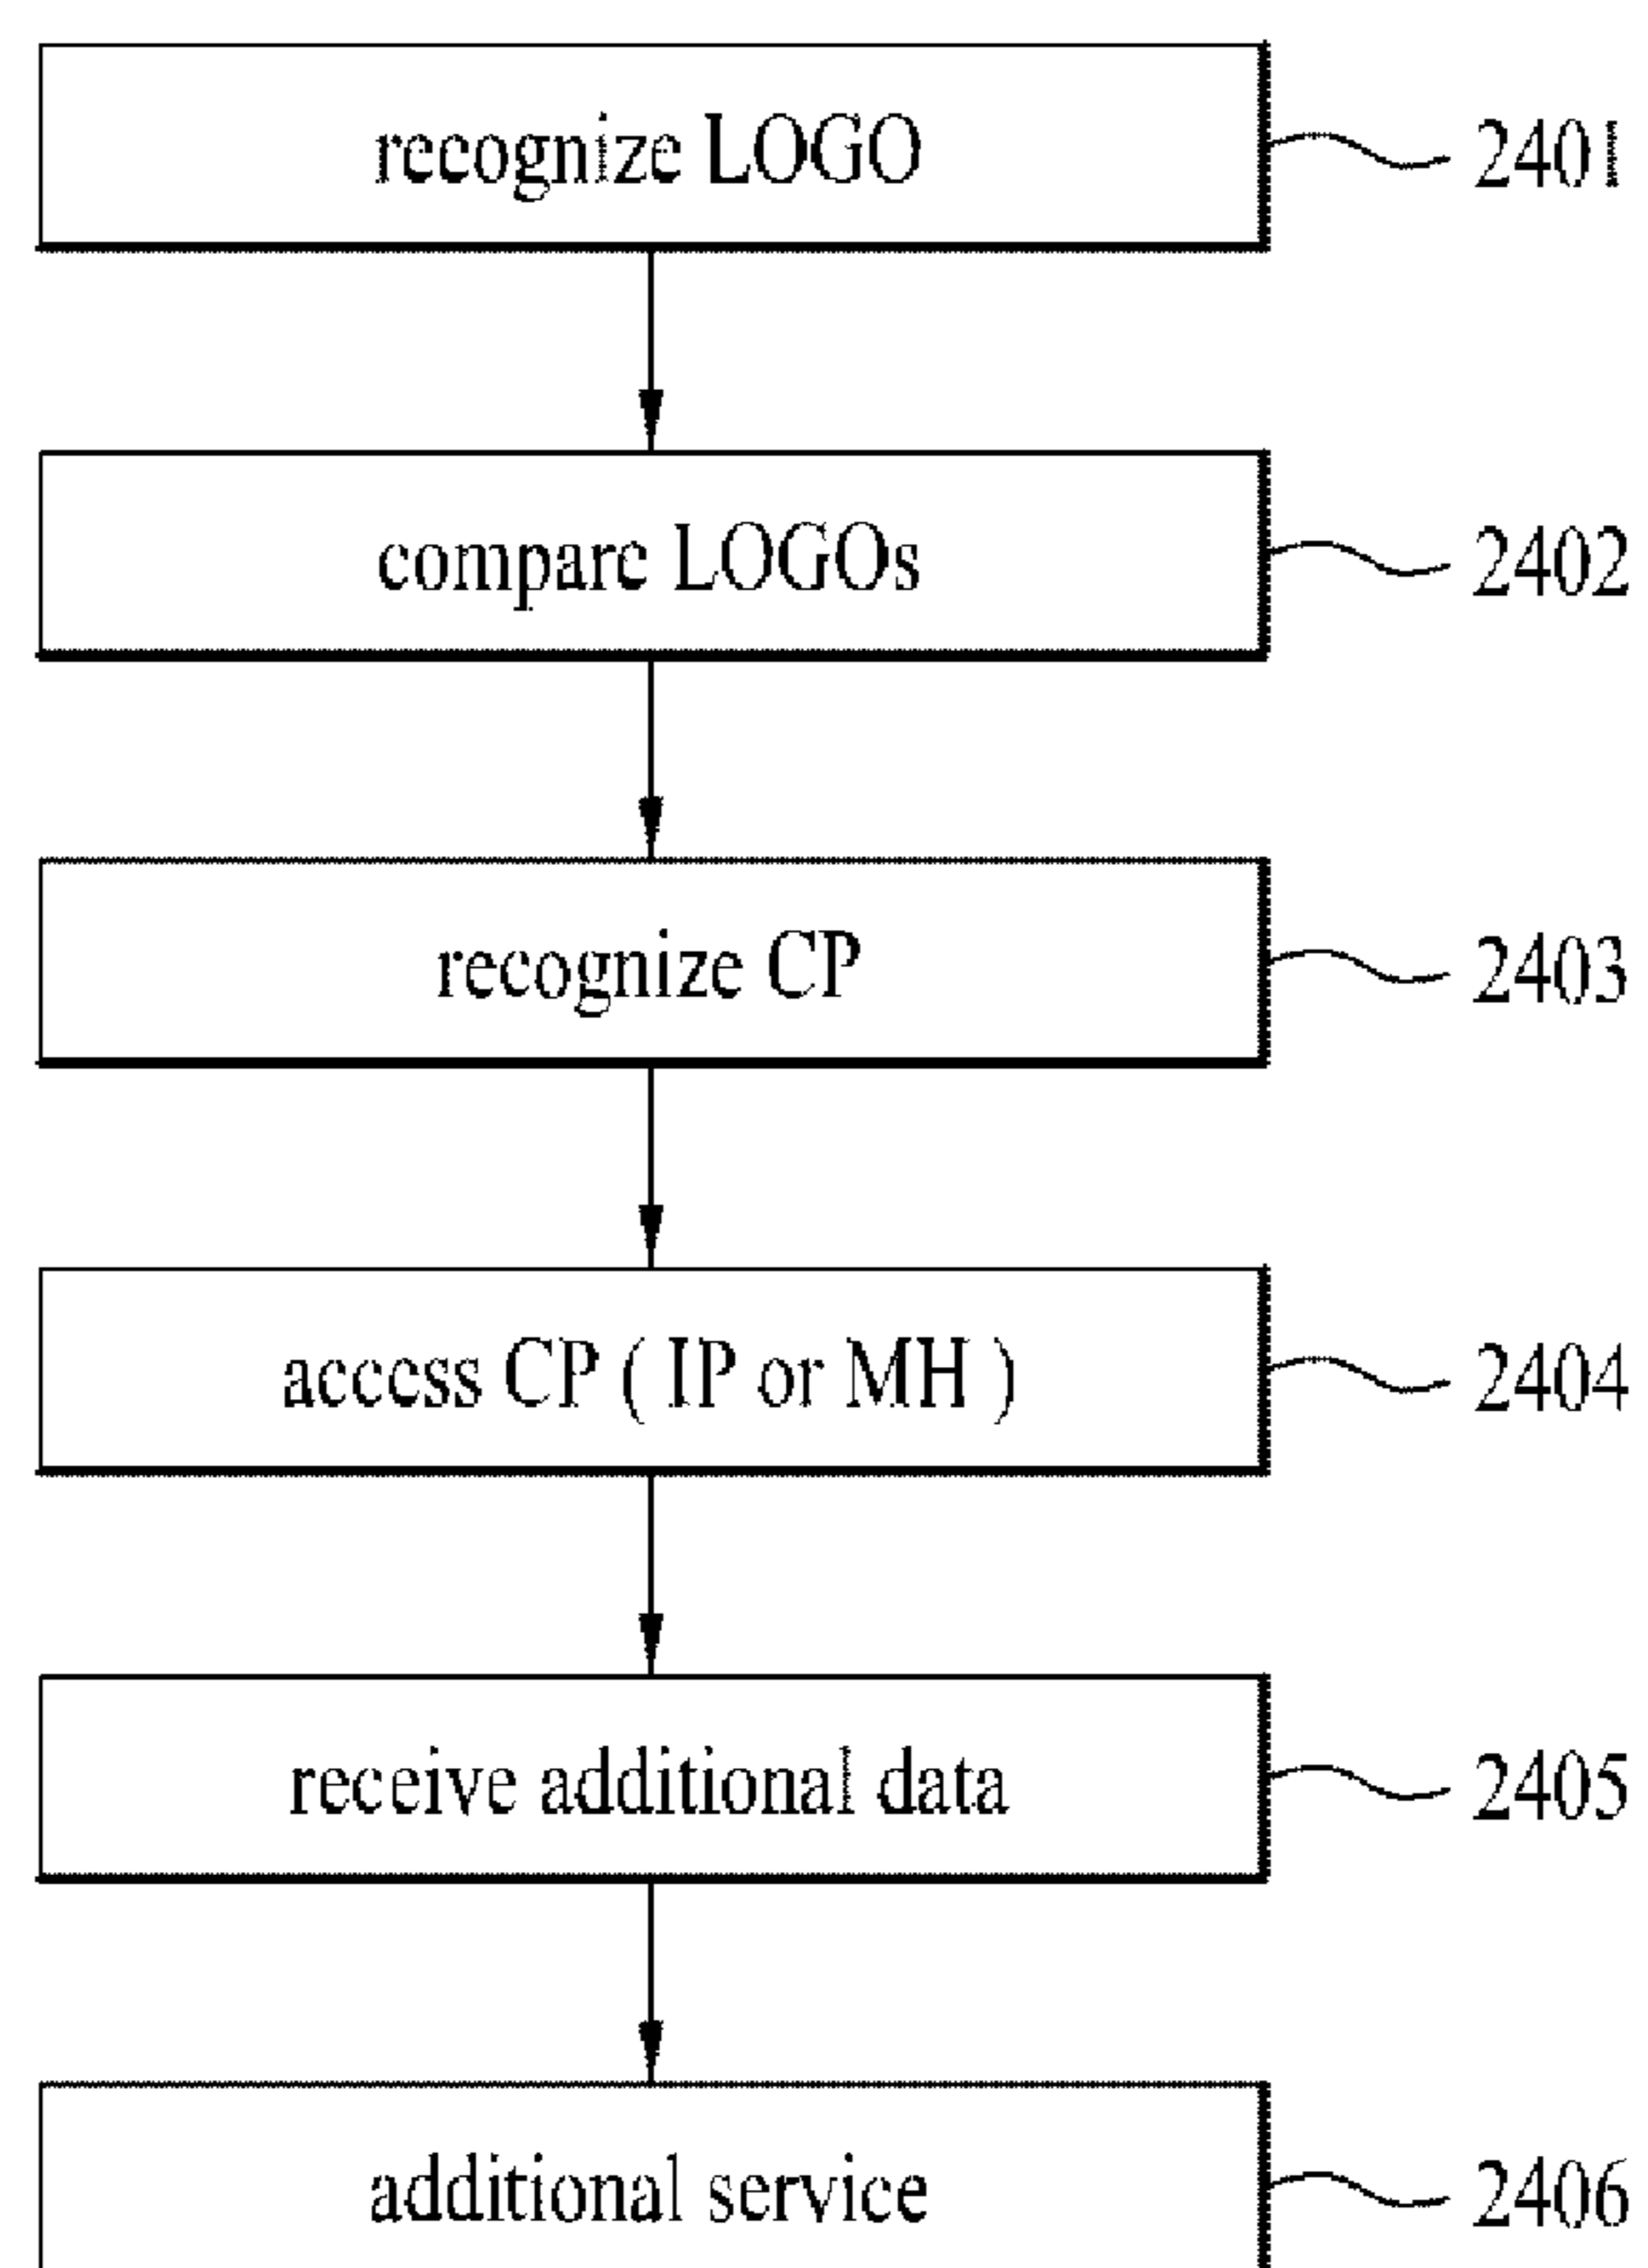 recognize LOGO 2401
compare LOGOs 2402
recognize CP 2403
access CP ( IP or MH ) 2404
receive additional data 2405
additional service 2406